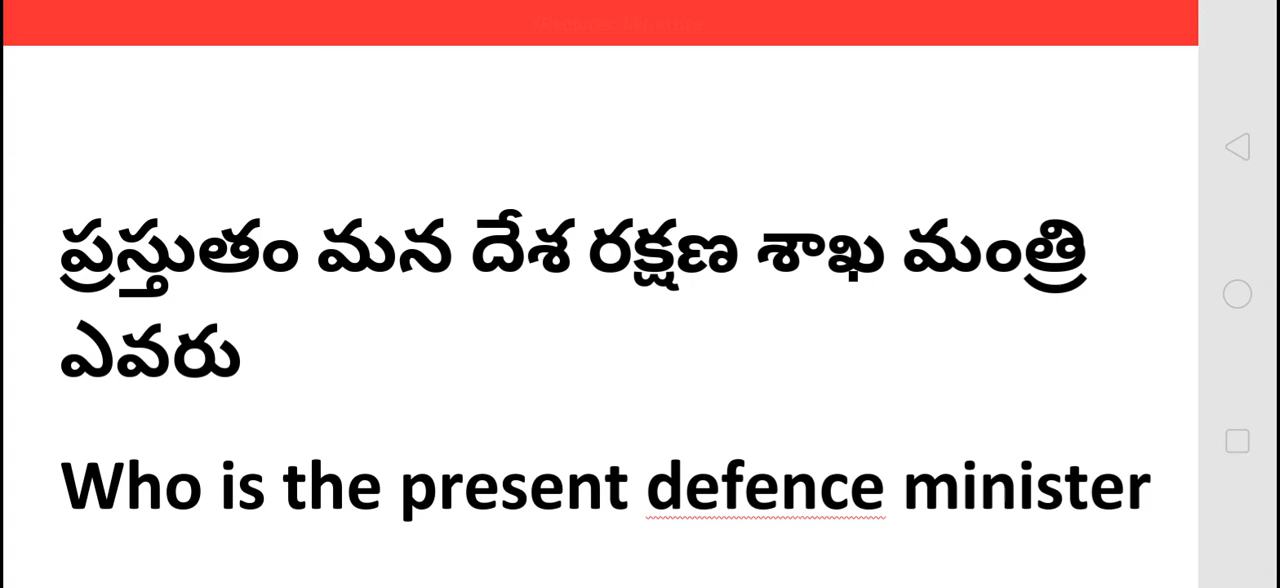 ప్రస్తుతం మన దేశ రక్షణ శాఖ మంత్రి
ఎవరు
Who is the present defence minister